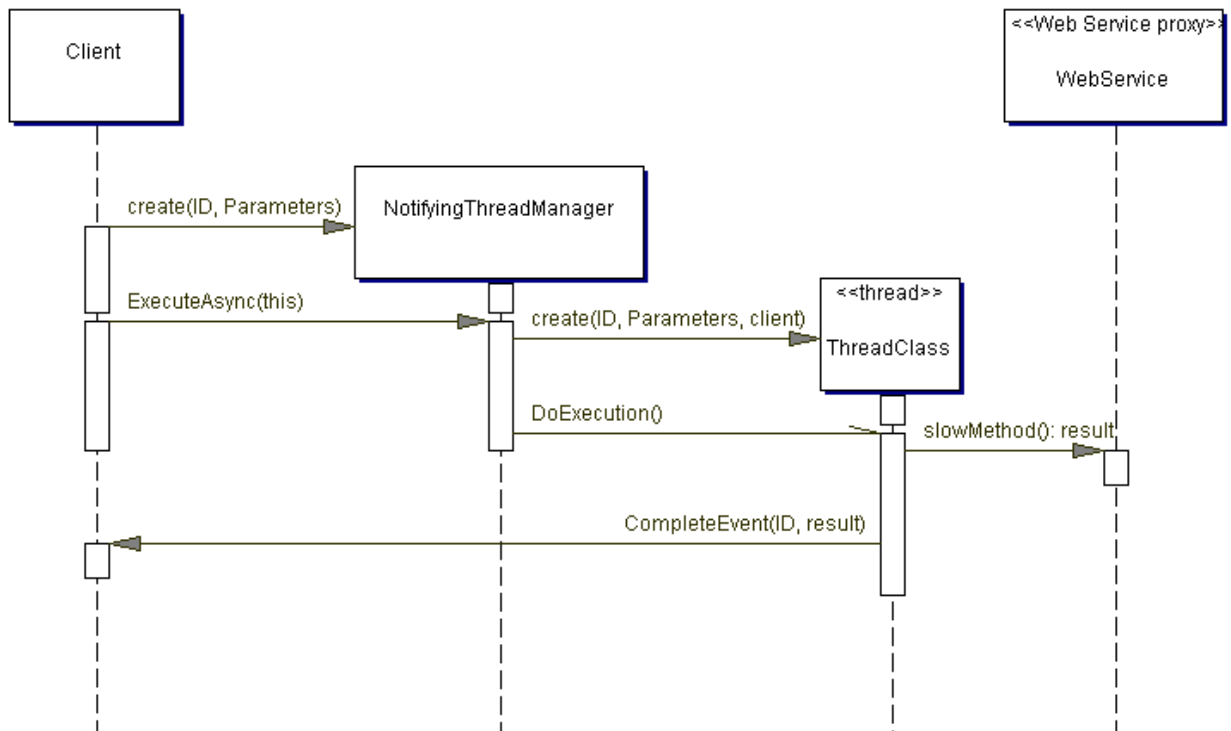 Client
<<Web Service proxy>>
WebService
create(ID, Parameters)
NotifyingThreadManager
ExecuteAsync(this)
create(ID, Parameters, client)
<<thread>>
ThreadClass
DoExecution()
slowMethod(): result
CompleteEvent(ID, result)